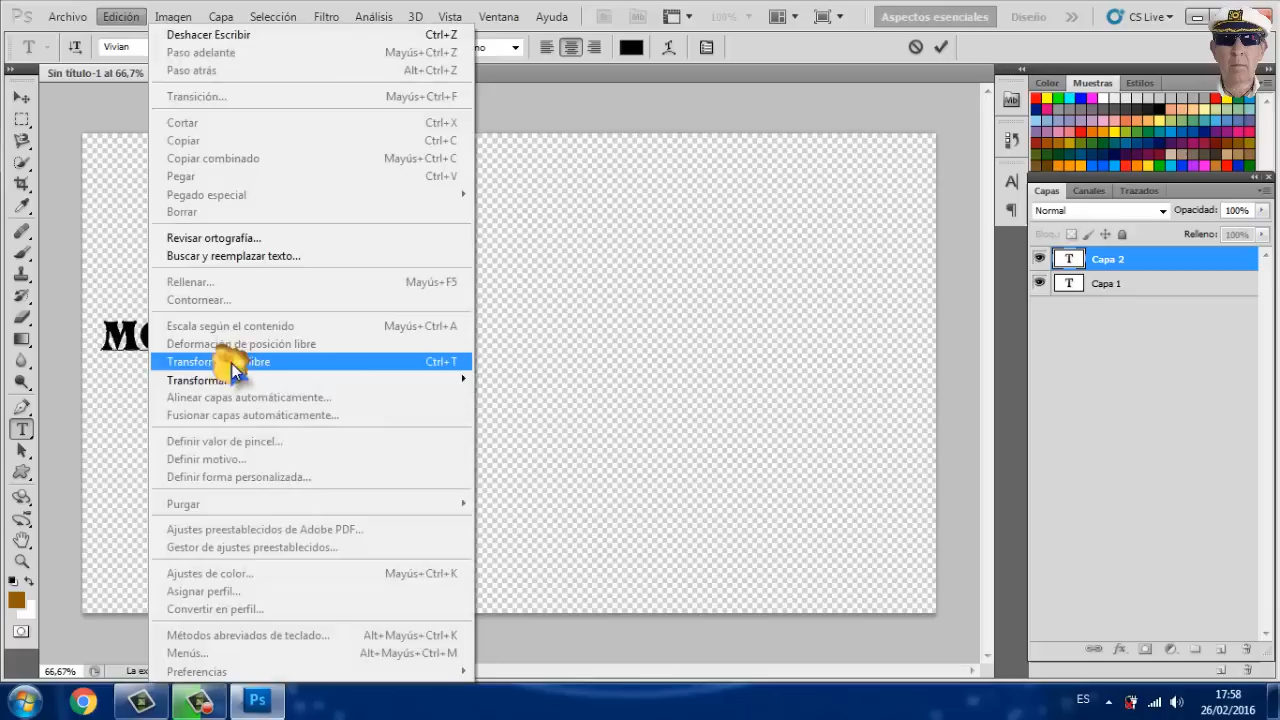 Ps Archivo Edición Imagen Capa Selección Filtro Análisis 3D Vista Ventana Ayuda Mb 100% Aspectos esenciales Diseño CS Live
T Vivian
Sin título-1 al 66,7%
Deshacer Escribir Ctrl+Z
Paso adelante Mayús+Ctrl+Z
Paso atrás Alt+Ctrl+Z
Transición... Mayús+Ctrl+F
Cortar Ctrl+X
Copiar Ctrl+C
Copiar combinado Mayús+Ctrl+C
Pegar Ctrl+V
Pegado especial
Borrar
Revisar ortografía...
Buscar y reemplazar texto...
Rellenar... Mayús+F5
Contornear...
Escala según el contenido Mayús+Ctrl+A
Deformación de posición libre
Ctrl+T
Transformar
Alinear capas automáticamente...
Fusionar capas automáticamente...
Definir valor de pincel...
Definir motivo...
Definir forma personalizada...
Purgar
Ajustes preestablecidos de Adobe PDF...
Gestor de ajustes preestablecidos...
Ajustes de color... Mayús+Ctrl+K
Asignar perfil...
Convertir en perfil...
Métodos abreviados de teclado... Alt+Mayús+Ctrl+K
Menús... Alt+Mayús+Ctrl+M
Preferencias
Color Muestras Estilos
Mb
Capas Canales Trazados
Normal Opacidad: 100%
Bloq.: Relleno: 100%
T Capa 2
T Capa 1
66,67%
Ps
ES
17:58
26/02/2016